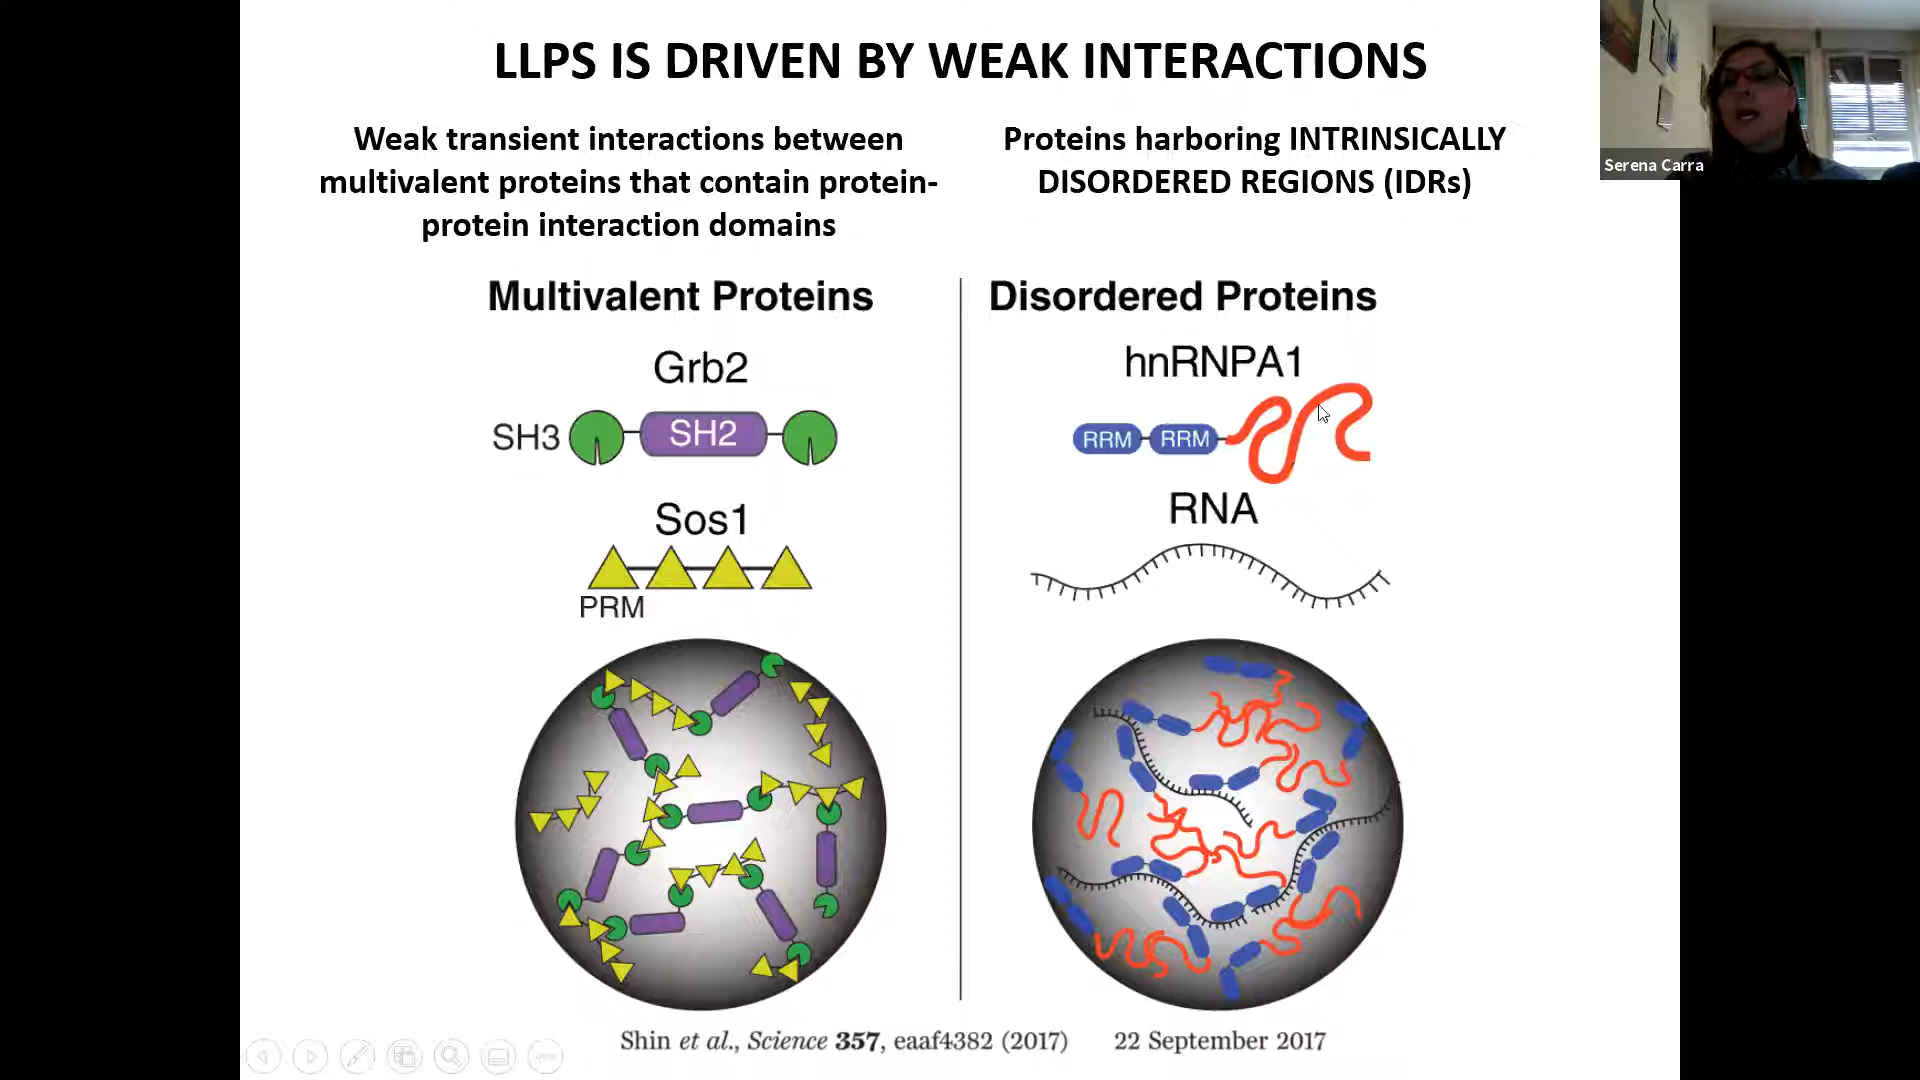 LLPS IS DRIVEN BY WEAK INTERACTIONS
Weak transient interactions between
multivalent proteins that contain protein-
protein interaction domains
Proteins harboring INTRINSICALLY
DISORDERED REGIONS (IDRs)
Serena Carra
Multivalent Proteins
Grb2
SH3
SH2
Sos1
PRM
Disordered Proteins
hnRNPA1
RRM
RRM
RNA
Shin et al., Science 357, eaaf4382 (2017)
22 September 2017